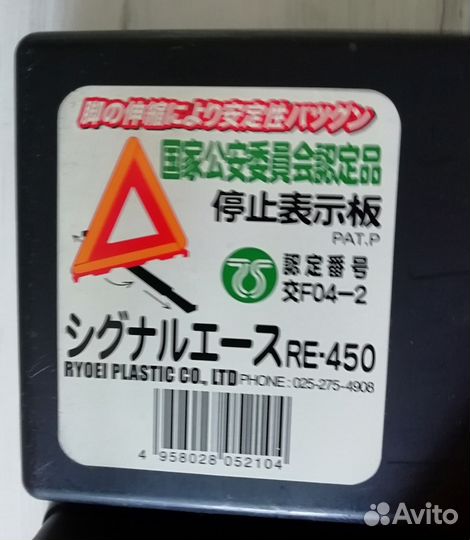 脚の伸縮により安定性バツグン
国家公安委員会認定品
停止表示板
PAT.P
認定番号
交F04-2
シグナルエースRE-450
RYOEI PLASTIC CO., LTD PHONE : 025-275-4908
4 958028 052104
Avito